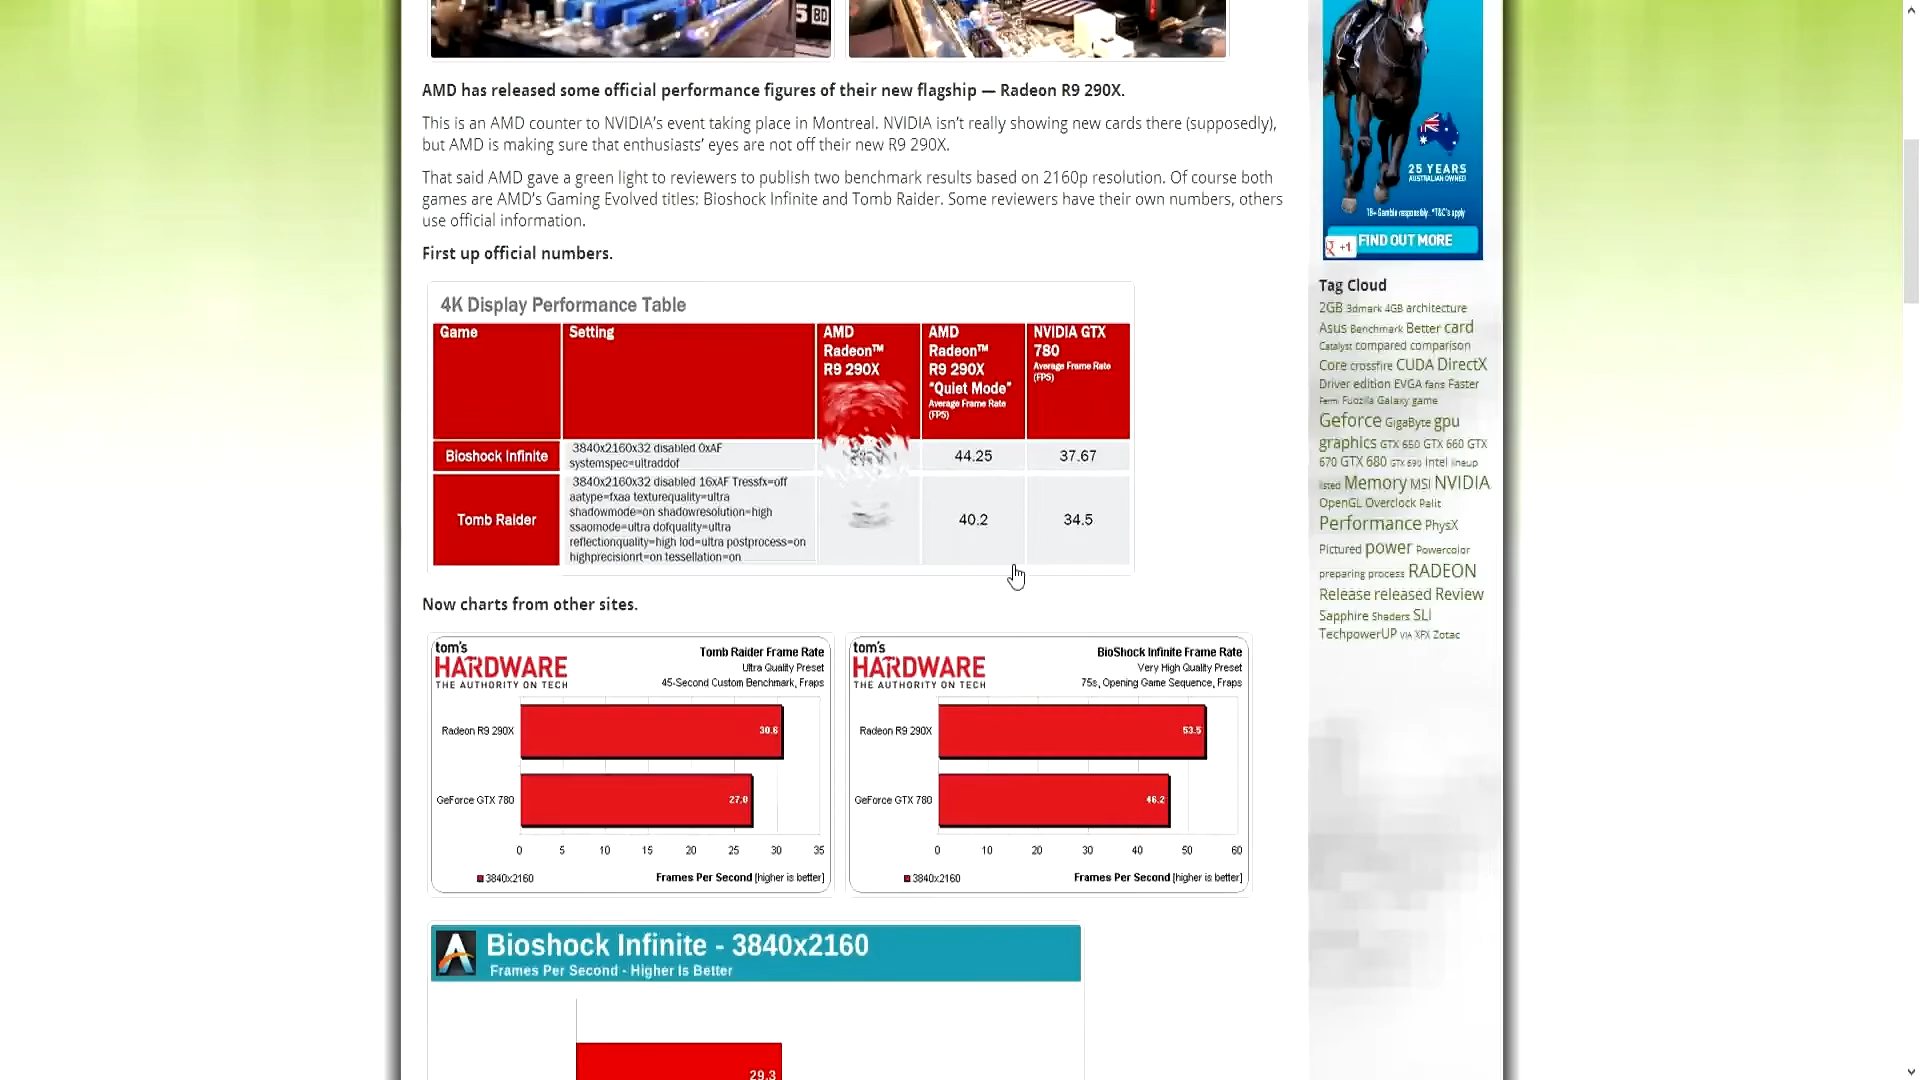 5 BD
AMD has released some official performance figures of their new flagship — Radeon R9 290X.
This is an AMD counter to NVIDIA's event taking place in Montreal. NVIDIA isn't really showing new cards there (supposedly),
but AMD is making sure that enthusiasts' eyes are not off their new R9 290X.
That said AMD gave a green light to reviewers to publish two benchmark results based on 2160p resolution. Of course both
games are AMD's Gaming Evolved titles: Bioshock Infinite and Tomb Raider. Some reviewers have their own numbers, others
use official information.
First up official numbers.
4K Display Performance Table
Game Setting AMD Radeon™ R9 290X AMD Radeon™ R9 290X "Quiet Mode" Average Frame Rate (FPS) NVIDIA GTX 780 Average Frame Rate (FPS)
Bioshock Infinite 3840x2160x32 disabled 0xAF
systemspec=ultraddof 44.25 37.67
Tomb Raider 3840x2160x32 disabled 16xAF Tressfx=off
aatype=fxaa texturequality=ultra
shadowmode=on shadowresolution=high
ssaomode=ultra dofquality=ultra
reflectionquality=high lod=ultra postprocess=on
highprecisionrt=on tessellation=on 40.2 34.5
Now charts from other sites.
tom's
HARDWARE
THE AUTHORITY ON TECH
Tomb Raider Frame Rate
Ultra Quality Preset
45-Second Custom Benchmark, Fraps
Radeon R9 290X 30.6
GeForce GTX 780 27.0
0 5 10 15 20 25 30 35
3840x2160 Frames Per Second [higher is better]
tom's
HARDWARE
THE AUTHORITY ON TECH
BioShock Infinite Frame Rate
Very High Quality Preset
75s, Opening Game Sequence, Fraps
Radeon R9 290X 53.5
GeForce GTX 780 46.2
0 10 20 30 40 50 60
3840x2160 Frames Per Second [higher is better]
Bioshock Infinite - 3840x2160
Frames Per Second - Higher Is Better
29.3
25 YEARS
AUSTRALIAN OWNED
18+ Gamble responsibly. *T&C's apply
+1 FIND OUT MORE
Tag Cloud
2GB 3dmark 4GB architecture
Asus Benchmark Better card
Catalyst compared comparison
Core crossfire CUDA DirectX
Driver edition EVGA fans Faster
Fermi Fudzilla Galaxy game
Geforce GigaByte gpu
graphics GTX 650 GTX 660 GTX
670 GTX 680 GTX 690 Intel lineup
listed Memory MSI NVIDIA
OpenGL Overclock Palit
Performance PhysX
Pictured power Powercolor
preparing process RADEON
Release released Review
Sapphire Shaders SLI
TechpowerUP VIA XFX Zotac